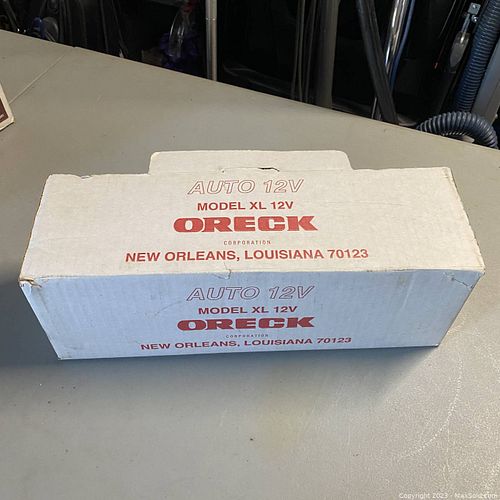 AUTO 12V
MODEL XL 12V
ORECK
CORPORATION
NEW ORLEANS, LOUISIANA 70123
AUTO 12V
MODEL XL 12V
ORECK
CORPORATION
NEW ORLEANS, LOUISIANA 70123
Copyright 2023 - MaxSold.com